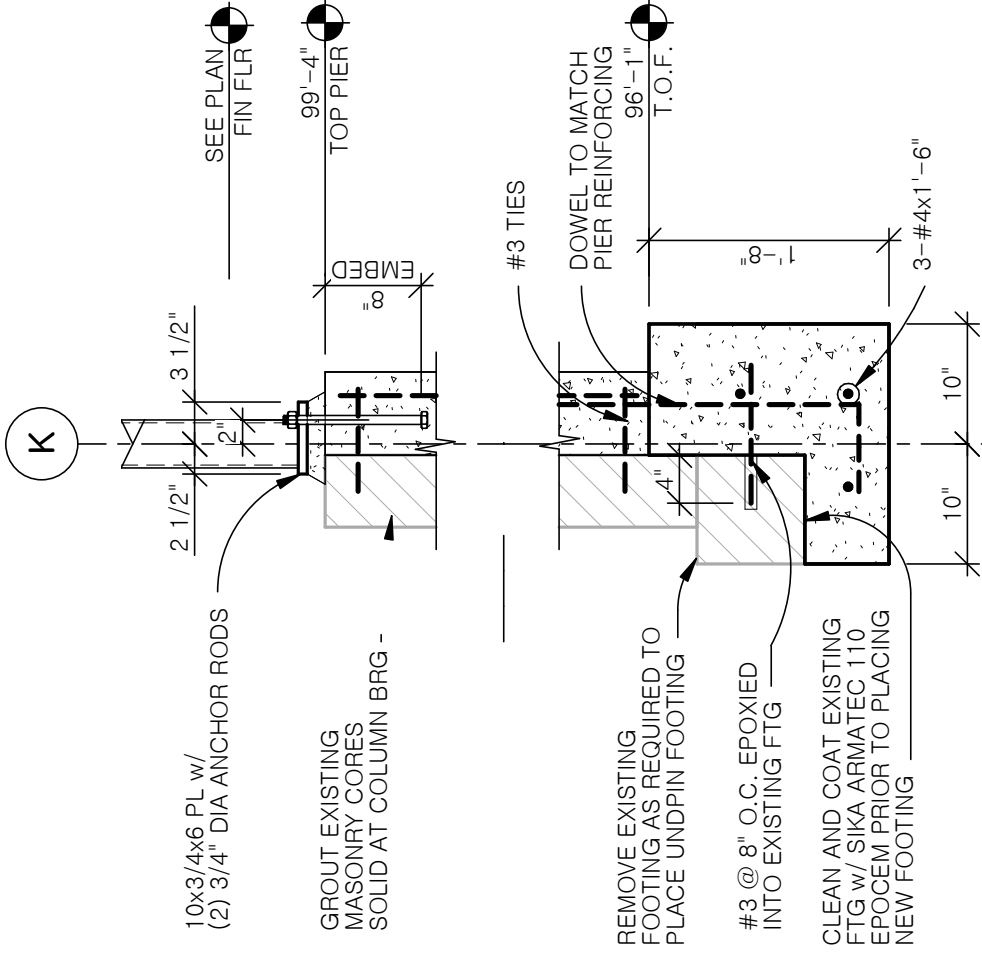 K
SEE PLAN
FIN FLR
99'-4"
TOP PIER
2 1/2"
3 1/2"
2"
8"
EMBED
10x3/4x6 PL w/
(2) 3/4" DIA ANCHOR RODS
GROUT EXISTING
MASONRY CORES
SOLID AT COLUMN BRG -
#3 TIES
DOWEL TO MATCH
PIER REINFORCING
96'-1"
T.O.F.
REMOVE EXISTING
FOOTING AS REQUIRED TO
PLACE UNDPIN FOOTING
4"
1'-8"
#3 @ 8" O.C. EPOXIED
INTO EXISTING FTG
3-#4x1'-6"
CLEAN AND COAT EXISTING
FTG w/ SIKA ARMATEC 110
EPOCEM PRIOR TO PLACING
NEW FOOTING
10"
10"